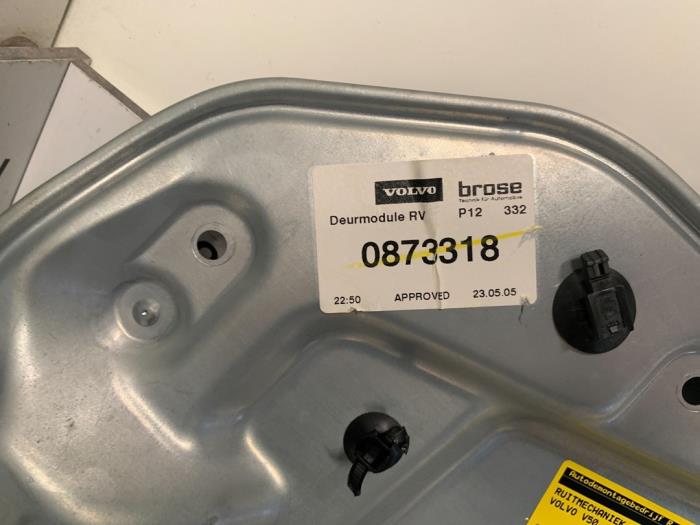 VOLVO brose
Technik für Automobile
Deurmodule RV P12 332
0873318
22:50 APPROVED 23.05.05
Autodemontagebedrijf
RUITMECHANIEK
VOLVO V50